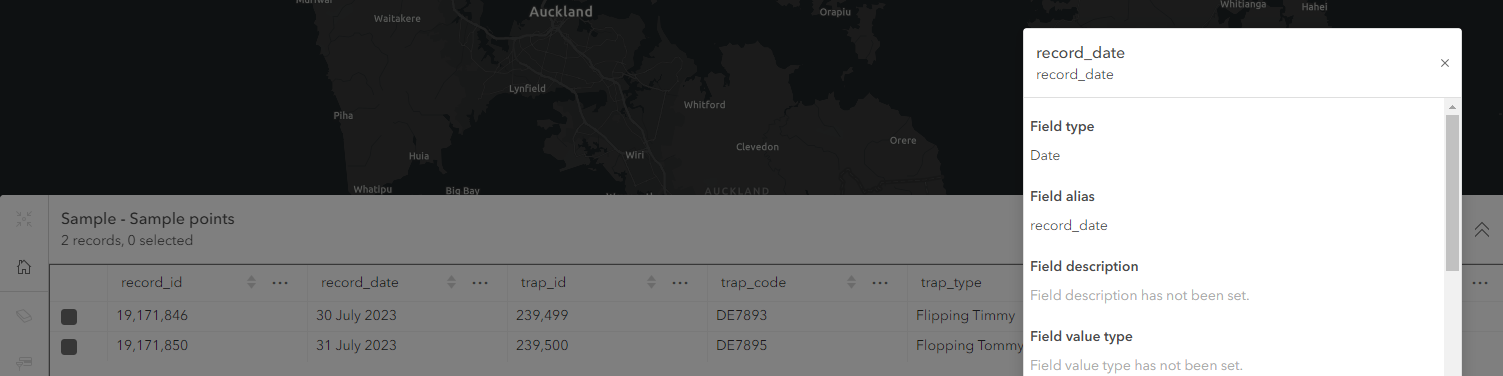 Auckland
Waitakere
Orapiu
Whitianga
Hahei
Lynfield
Whitford
Piha
Huia
Wiri
Clevedon
Orere
Whatipu
Big Bay
AUCKLAND
record_date
record_date
Field type
Date
Field alias
record_date
Field description
Field description has not been set.
Field value type
Field value type has not been set.
Sample - Sample points
2 records, 0 selected
record_id record_date trap_id trap_code trap_type
19,171,846 30 July 2023 239,499 DE7893 Flipping Timmy
19,171,850 31 July 2023 239,500 DE7895 Flopping Tommy